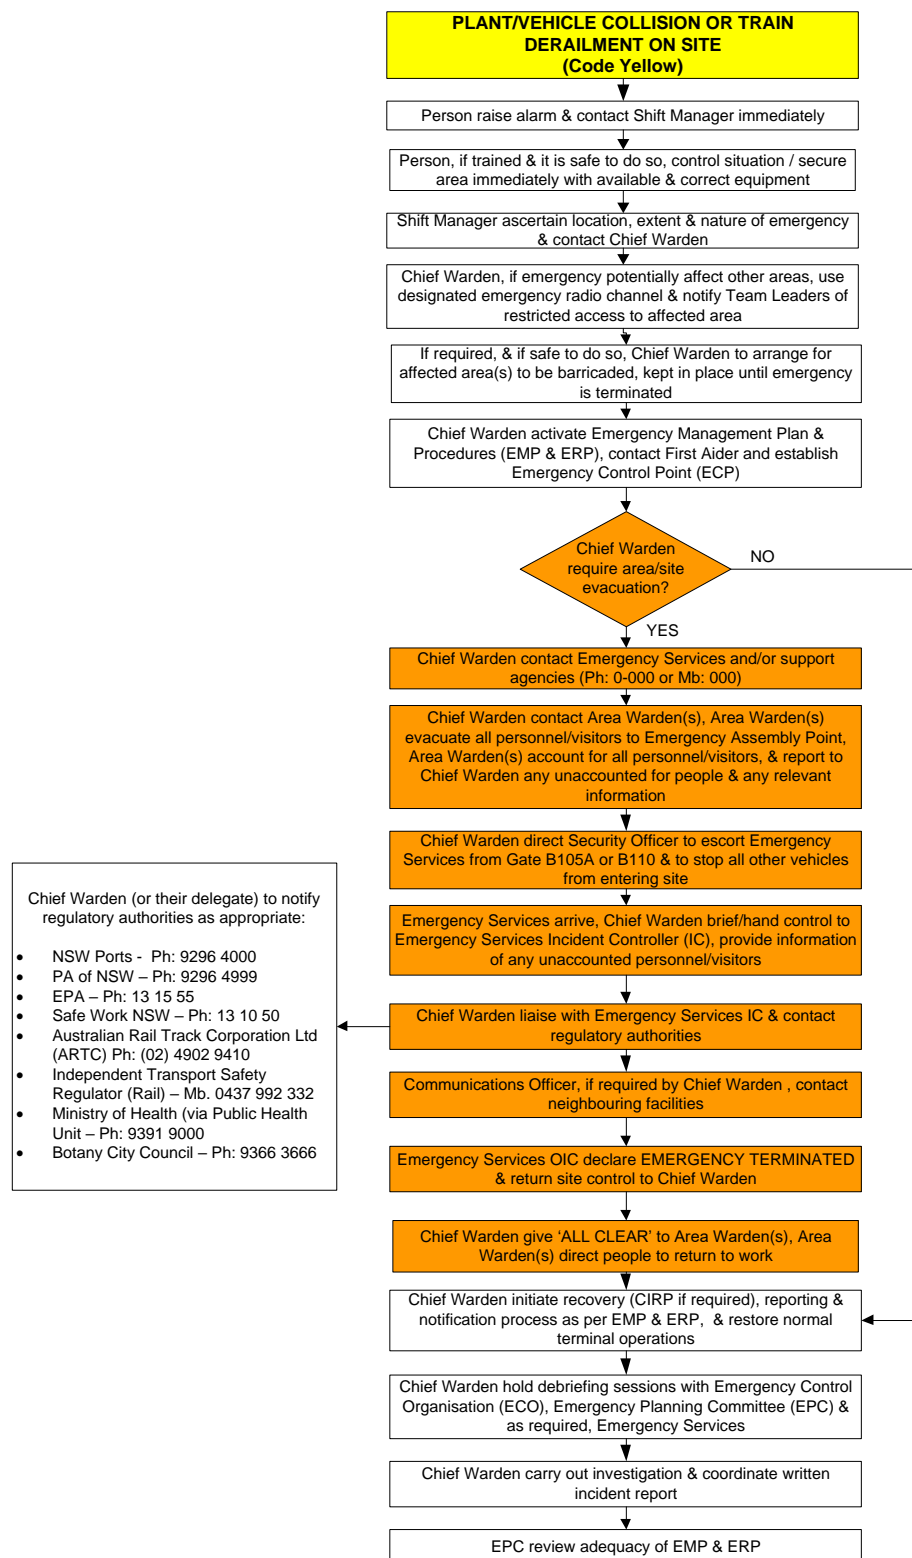 PLANT/VEHICLE COLLISION OR TRAIN
DERAILMENT ON SITE
(Code Yellow)
Person raise alarm & contact Shift Manager immediately
Person, if trained & it is safe to do so, control situation / secure
area immediately with available & correct equipment
Shift Manager ascertain location, extent & nature of emergency
& contact Chief Warden
Chief Warden, if emergency potentially affect other areas, use
designated emergency radio channel & notify Team Leaders of
restricted access to affected area
If required, & if safe to do so, Chief Warden to arrange for
affected area(s) to be barricaded, kept in place until emergency
is terminated
Chief Warden activate Emergency Management Plan &
Procedures (EMP & ERP), contact First Aider and establish
Emergency Control Point (ECP)
Chief Warden
require area/site
evacuation?
NO
YES
Chief Warden contact Emergency Services and/or support
agencies (Ph: 0-000 or Mb: 000)
Chief Warden contact Area Warden(s), Area Warden(s)
evacuate all personnel/visitors to Emergency Assembly Point,
Area Warden(s) account for all personnel/visitors, & report to
Chief Warden any unaccounted for people & any relevant
information
Chief Warden direct Security Officer to escort Emergency
Services from Gate B105A or B110 & to stop all other vehicles
from entering site
Emergency Services arrive, Chief Warden brief/hand control to
Emergency Services Incident Controller (IC), provide information
of any unaccounted personnel/visitors
Chief Warden liaise with Emergency Services IC & contact
regulatory authorities
Chief Warden (or their delegate) to notify
regulatory authorities as appropriate:
• NSW Ports - Ph: 9296 4000
• PA of NSW – Ph: 9296 4999
• EPA – Ph: 13 15 55
• Safe Work NSW – Ph: 13 10 50
• Australian Rail Track Corporation Ltd
(ARTC) Ph: (02) 4902 9410
• Independent Transport Safety
Regulator (Rail) – Mb. 0437 992 332
• Ministry of Health (via Public Health
Unit – Ph: 9391 9000
• Botany City Council – Ph: 9366 3666
Communications Officer, if required by Chief Warden , contact
neighbouring facilities
Emergency Services OIC declare EMERGENCY TERMINATED
& return site control to Chief Warden
Chief Warden give ‘ALL CLEAR’ to Area Warden(s), Area
Warden(s) direct people to return to work
Chief Warden initiate recovery (CIRP if required), reporting &
notification process as per EMP & ERP, & restore normal
terminal operations
Chief Warden hold debriefing sessions with Emergency Control
Organisation (ECO), Emergency Planning Committee (EPC) &
as required, Emergency Services
Chief Warden carry out investigation & coordinate written
incident report
EPC review adequacy of EMP & ERP